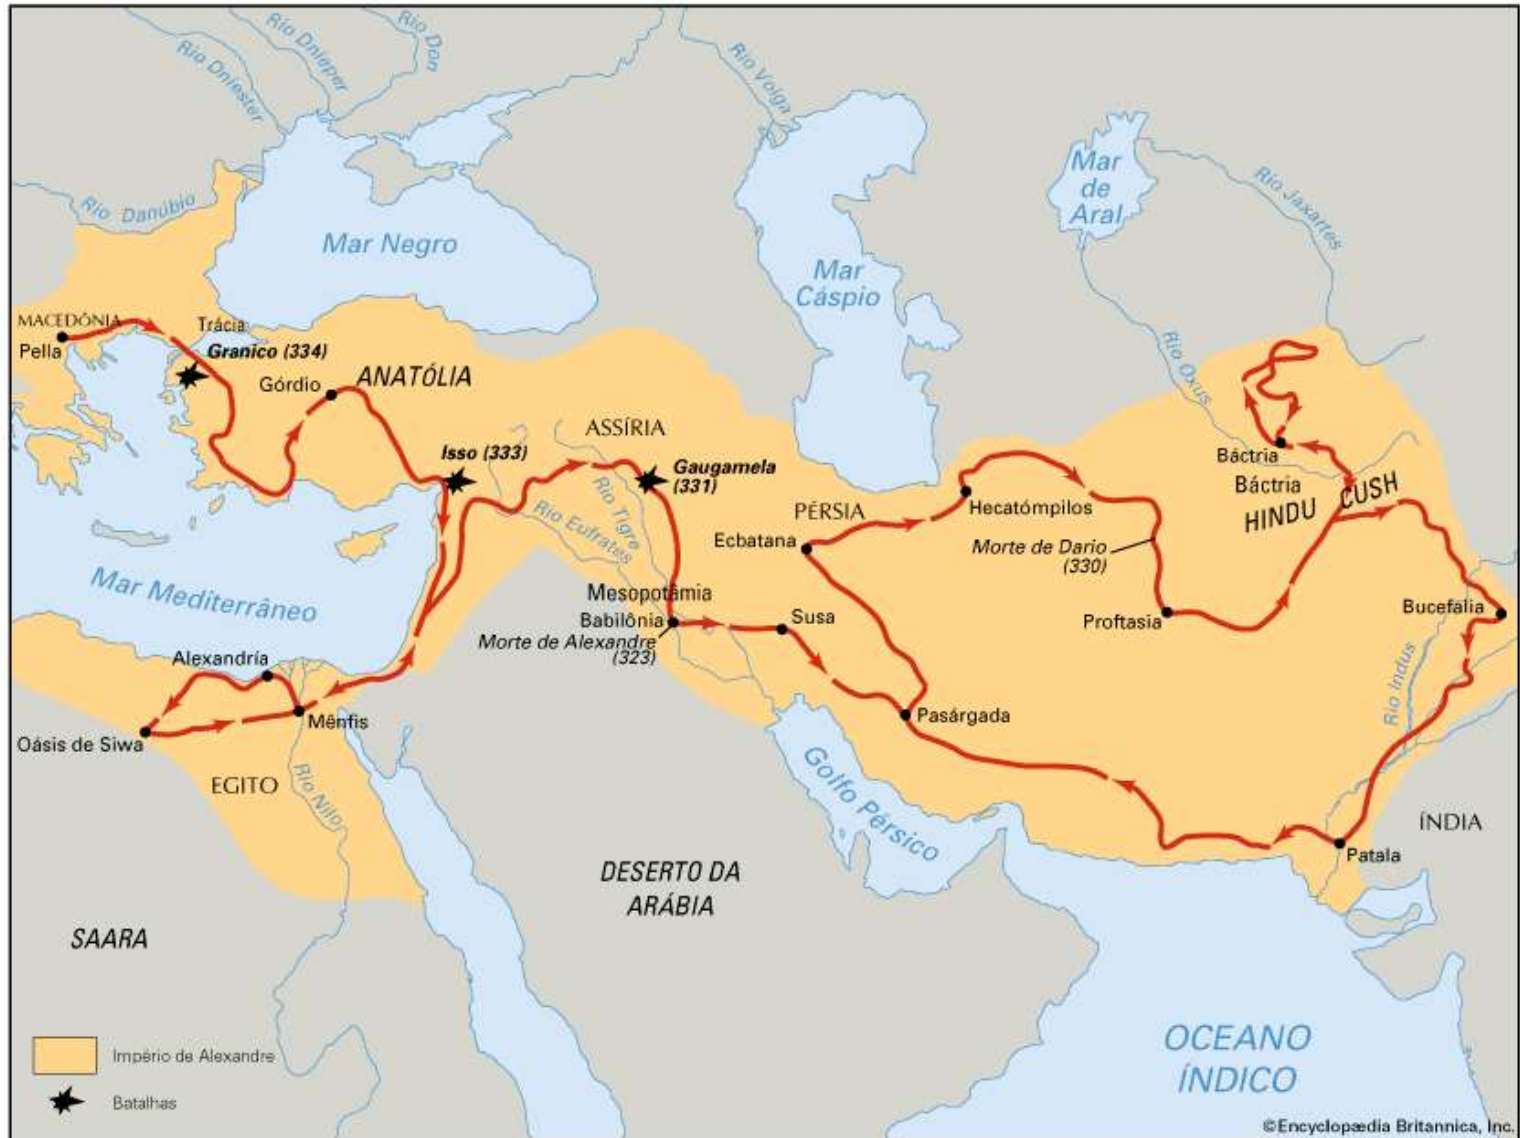 Rio Dniester
Rio Dnieper
Rio Don
Rio Volga
Mar
de
Aral
Rio Jaxartes
Rio Danúbio
Mar Negro
Mar
Cáspio
MACEDÔNIA
Pella
Trácia
Granico (334)
Górdio
ANATÓLIA
Rio Oxus
ASSÍRIA
Isso (333)
Gaugamela
(331)
Báctria
Báctria
HINDU CUSH
PÉRSIA
Hecatómpilos
Rio Tigre
Rio Eufrates
Ecbatana
Morte de Dario
(330)
Mar Mediterrâneo
Mesopotâmia
Babilônia
Morte de Alexandre
(323)
Susa
Proftasia
Bucefalia
Alexandría
Rio Indus
Oásis de Siwa
Mênfis
Pasárgada
EGITO
Rio Nilo
Golfo Pérsico
ÍNDIA
Patala
DESERTO DA
ARÁBIA
SAARA
OCEANO
ÍNDICO
Império de Alexandre
Batalhas
©Encyclopædia Britannica, Inc.